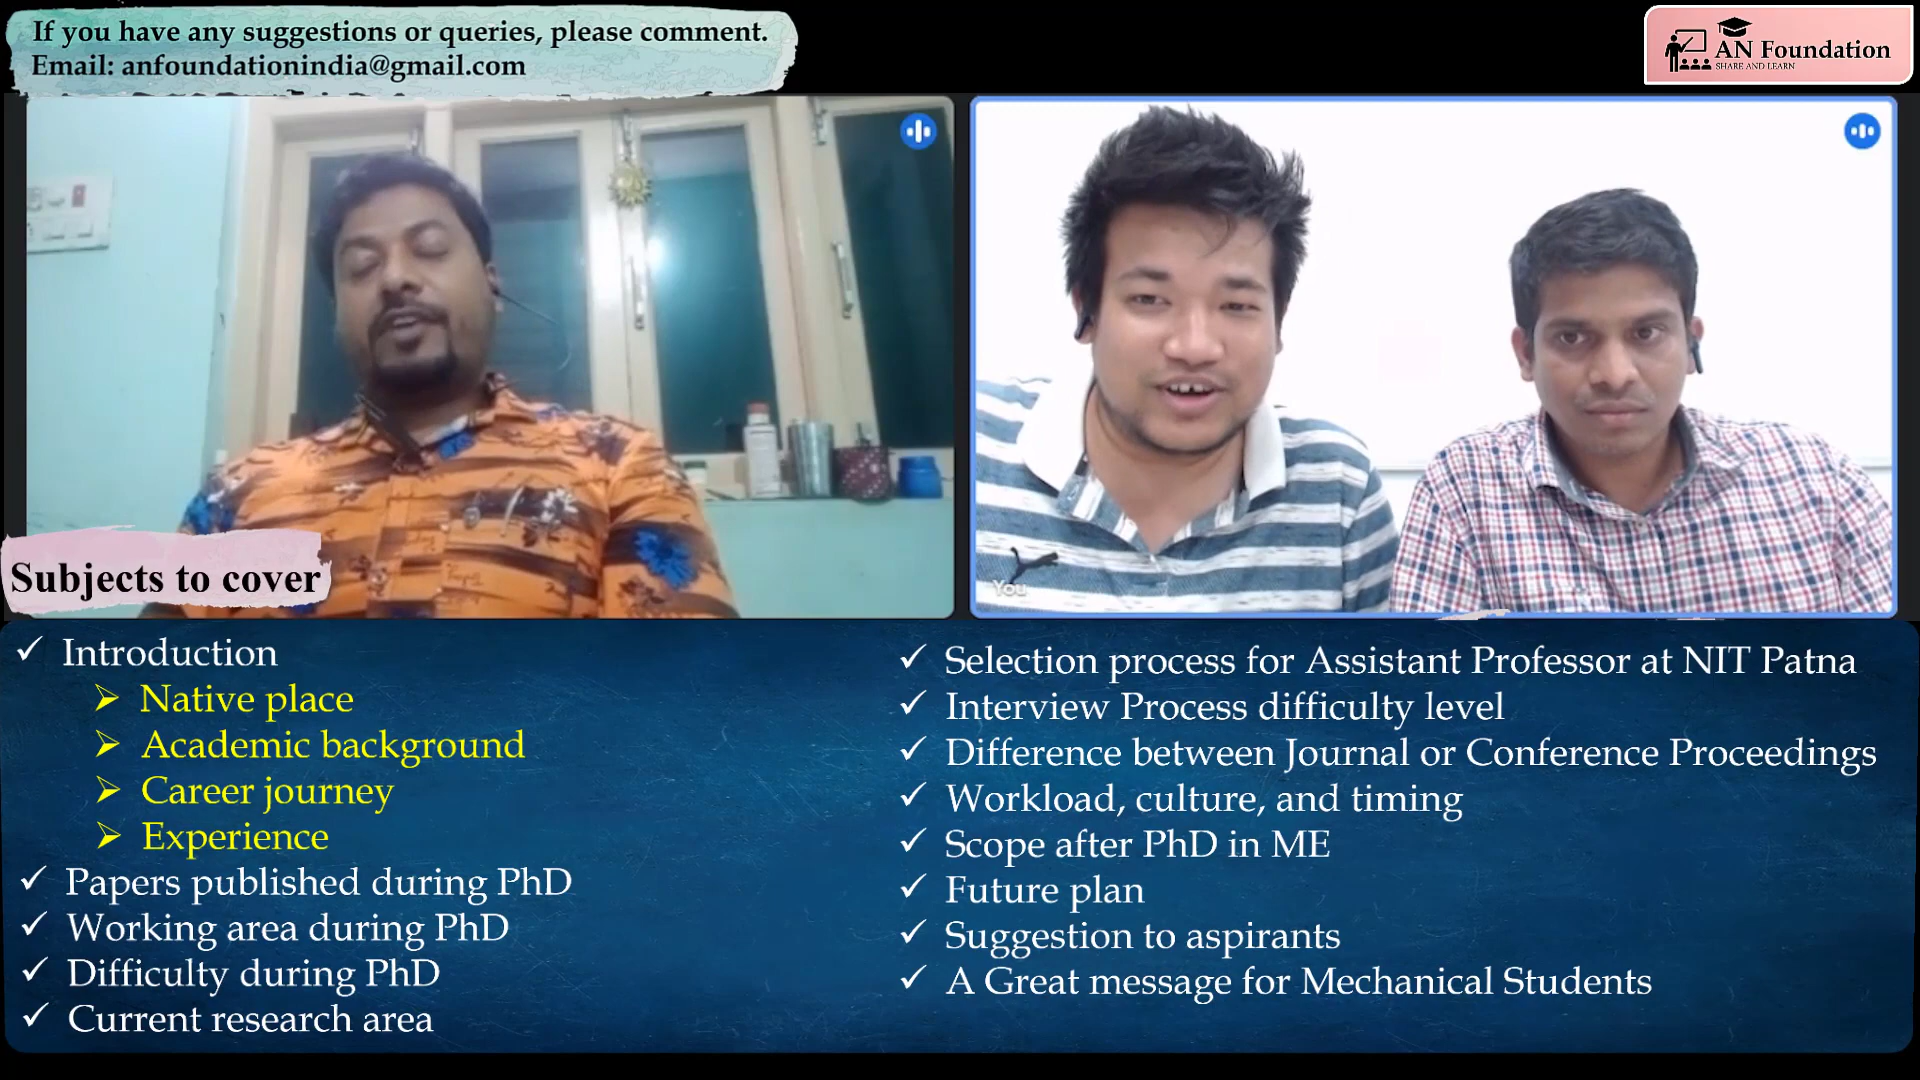 If you have any suggestions or queries, please comment.
Email: anfoundationindia@gmail.com
AN Foundation
SHARE AND LEARN
You
Subjects to cover
✓ Introduction
➢ Native place
➢ Academic background
➢ Career journey
➢ Experience
✓ Papers published during PhD
✓ Working area during PhD
✓ Difficulty during PhD
✓ Current research area
✓ Selection process for Assistant Professor at NIT Patna
✓ Interview Process difficulty level
✓ Difference between Journal or Conference Proceedings
✓ Workload, culture, and timing
✓ Scope after PhD in ME
✓ Future plan
✓ Suggestion to aspirants
✓ A Great message for Mechanical Students